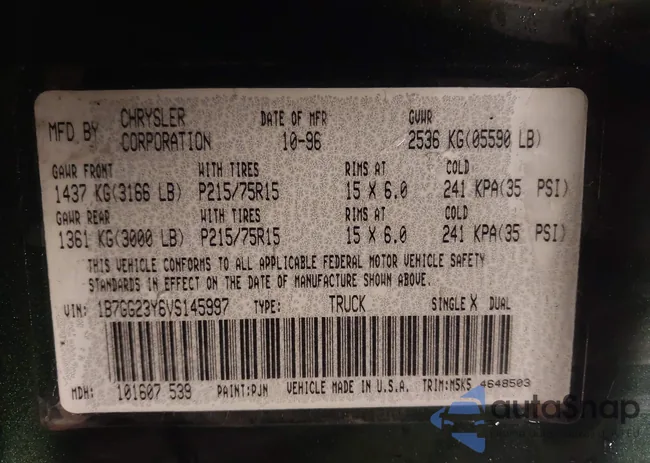 MFD BY CHRYSLER CORPORATION DATE OF MFR 10-96 GVWR 2536 KG(05590 LB)
GAWR FRONT WITH TIRES RIMS AT COLD
1437 KG(3166 LB) P215/75R15 15 X 6.0 241 KPA(35 PSI)
GAWR REAR WITH TIRES RIMS AT COLD
1361 KG(3000 LB) P215/75R15 15 X 6.0 241 KPA(35 PSI)
THIS VEHICLE CONFORMS TO ALL APPLICABLE FEDERAL MOTOR VEHICLE SAFETY
STANDARDS IN EFFECT ON THE DATE OF MANUFACTURE SHOWN ABOVE.
VIN: 1B7GG23Y6VS145997 TYPE: TRUCK SINGLE X DUAL
MDH: 101607 539 PAINT:PJN VEHICLE MADE IN U.S.A. TRIM:M5K5 4648503
autoSnap